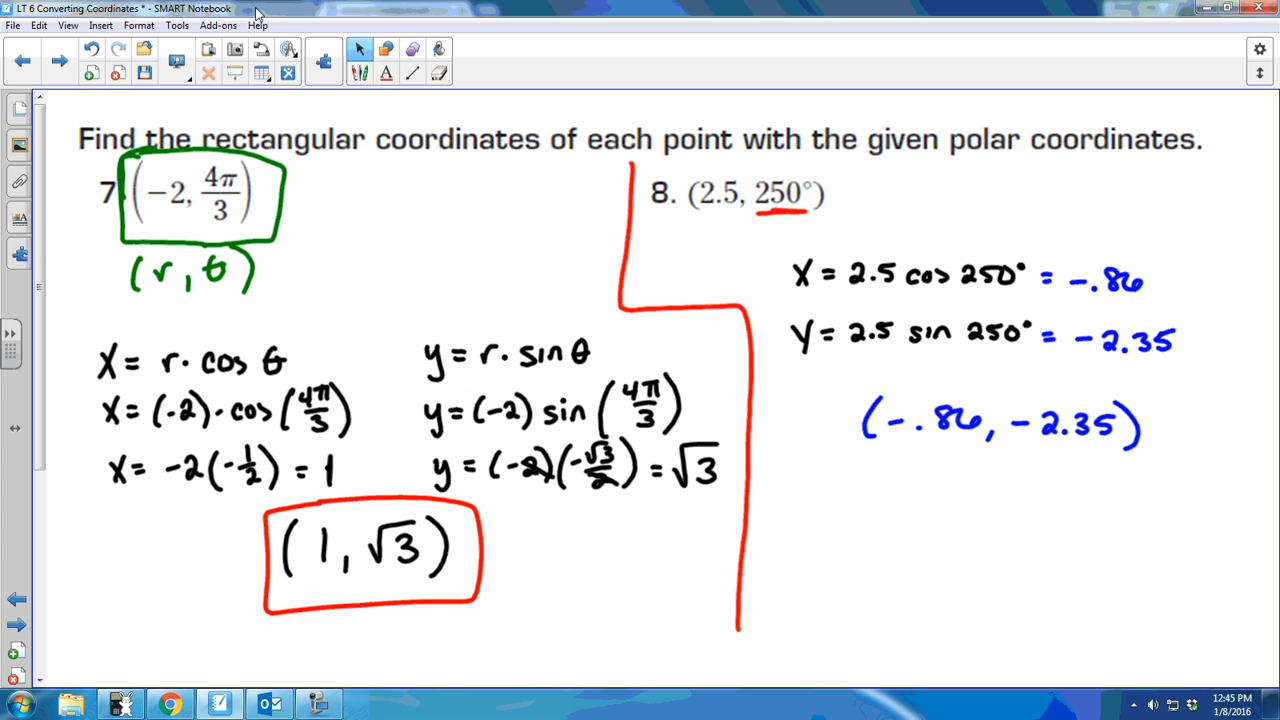 LT 6 Converting Coordinates * - SMART Notebook
File Edit View Insert Format Tools Add-ons Help
Find the rectangular coordinates of each point with the given polar coordinates.
7 (−2, 4π/3)
(r, θ)
X = r · cos θ
X = (-2) · cos (4π/3)
X = -2(-1/2) = 1
y = r · sin θ
y = (-2) sin (4π/3)
y = (-2)(-√3/2) = √3
(1, √3)
8. (2.5, 250°)
X = 2.5 cos 250° = -.86
Y = 2.5 sin 250° = -2.35
(-.86, -2.35)
12:45 PM
1/8/2016